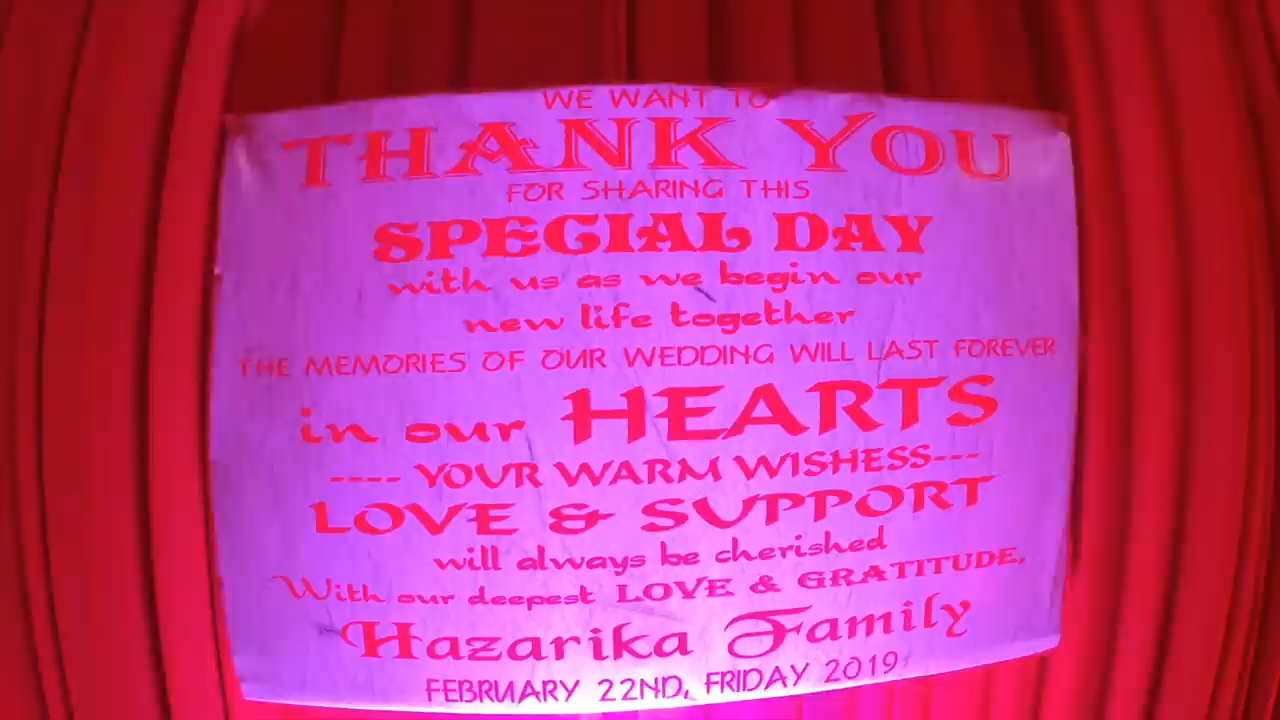 WE WANT TO
THANK YOU
FOR SHARING THIS
SPECIAL DAY
with us as we begin our
new life together
THE MEMORIES OF OUR WEDDING WILL LAST FOREVER
in our HEARTS
---- YOUR WARM WISHESS---
LOVE & SUPPORT
will always be cherished
With our deepest LOVE & GRATITUDE,
Hazarika Family
FEBRUARY 22ND, FRIDAY 2019